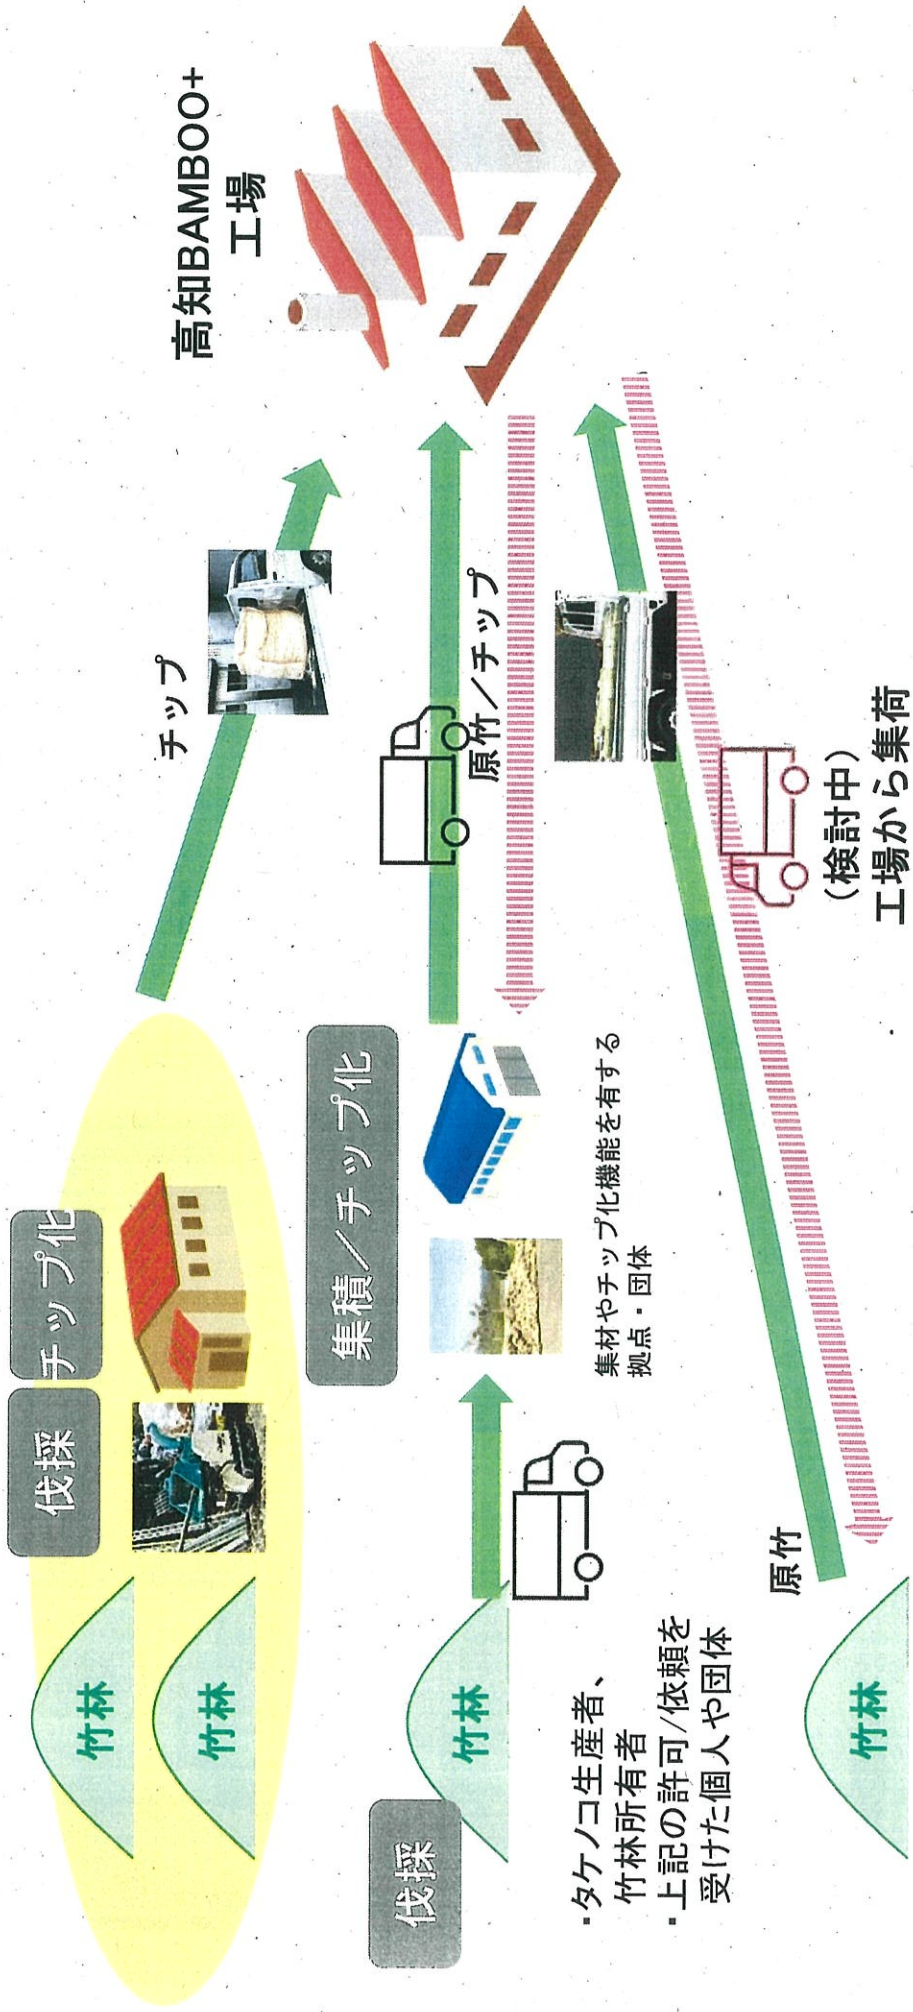 伐採
チップ化
竹林
竹林
チップ
高知BAMBOO+
工場
伐採
竹林
集積／チップ化
原竹／チップ
集材やチップ化機能を有する
拠点・団体
・タケノコ生産者、
竹林所有者
・上記の許可/依頼を
受けた個人や団体
竹林
原竹
（検討中）
工場から集荷